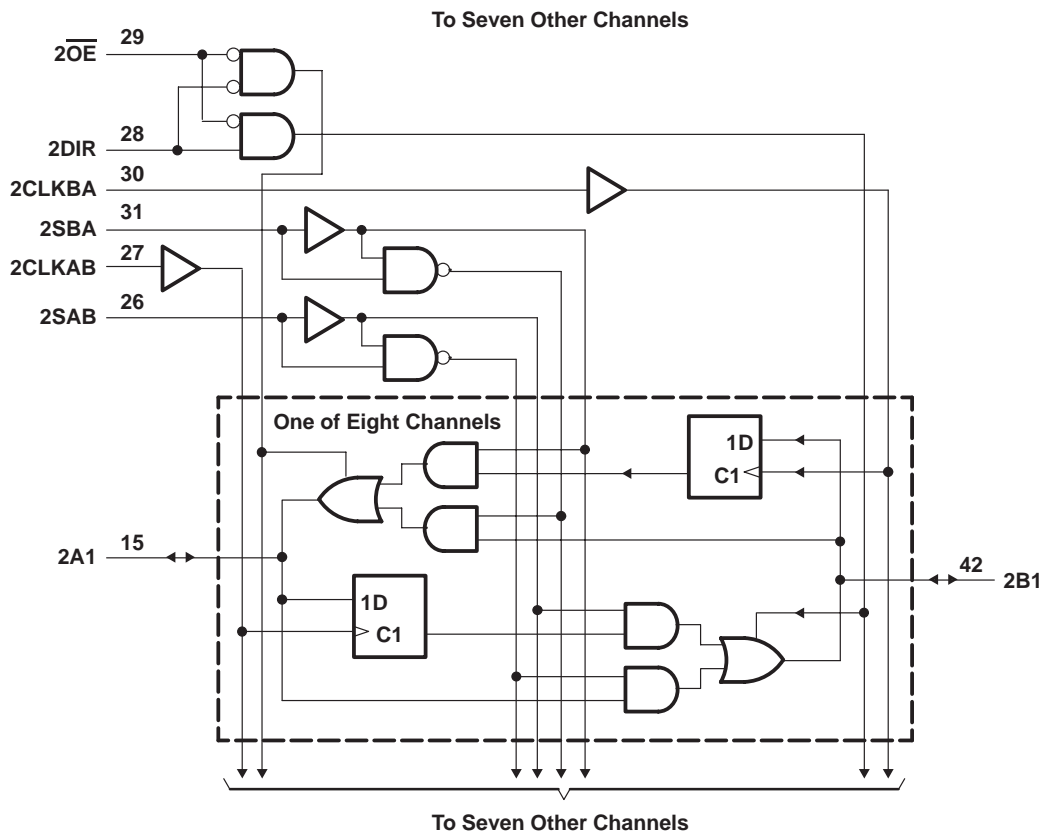 To Seven Other Channels
2O̅E̅ 29
2DIR 28
2CLKBA 30
2SBA 31
2CLKAB 27
2SAB 26
One of Eight Channels
1D
C1
2A1 15
42 2B1
1D
C1
To Seven Other Channels